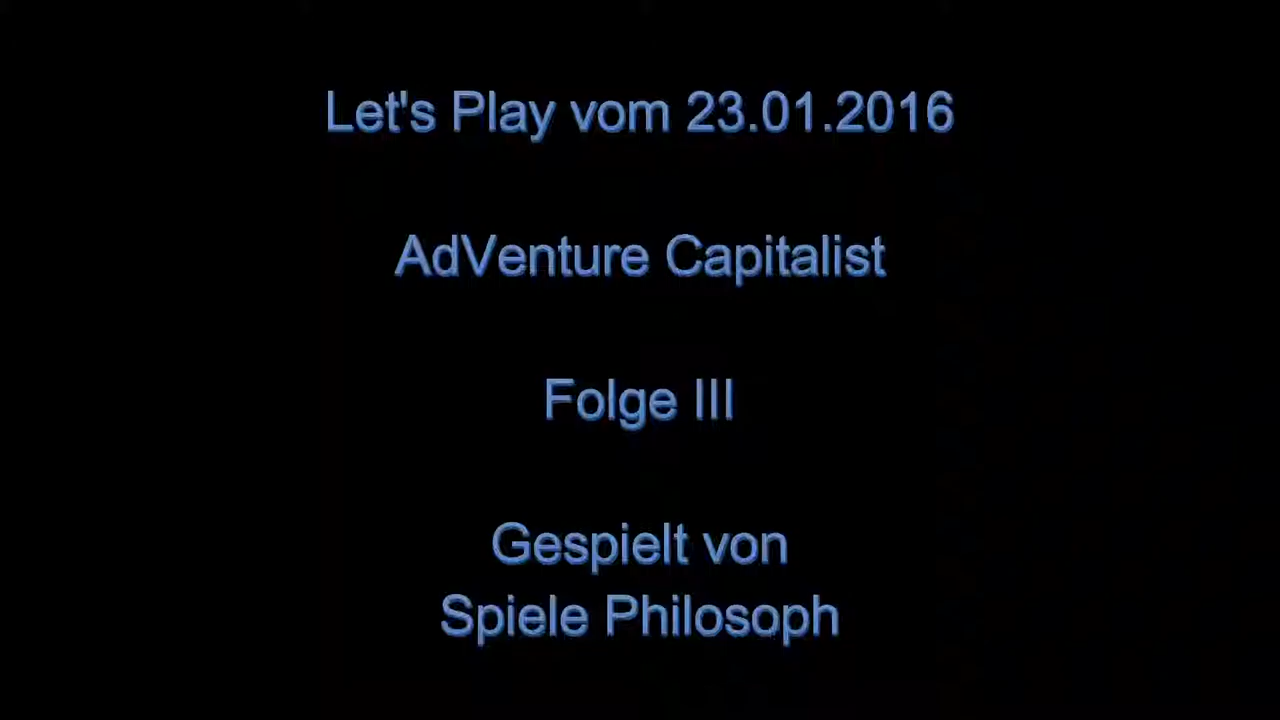 Let's Play vom 23.01.2016
AdVenture Capitalist
Folge III
Gespielt von
Spiele Philosoph